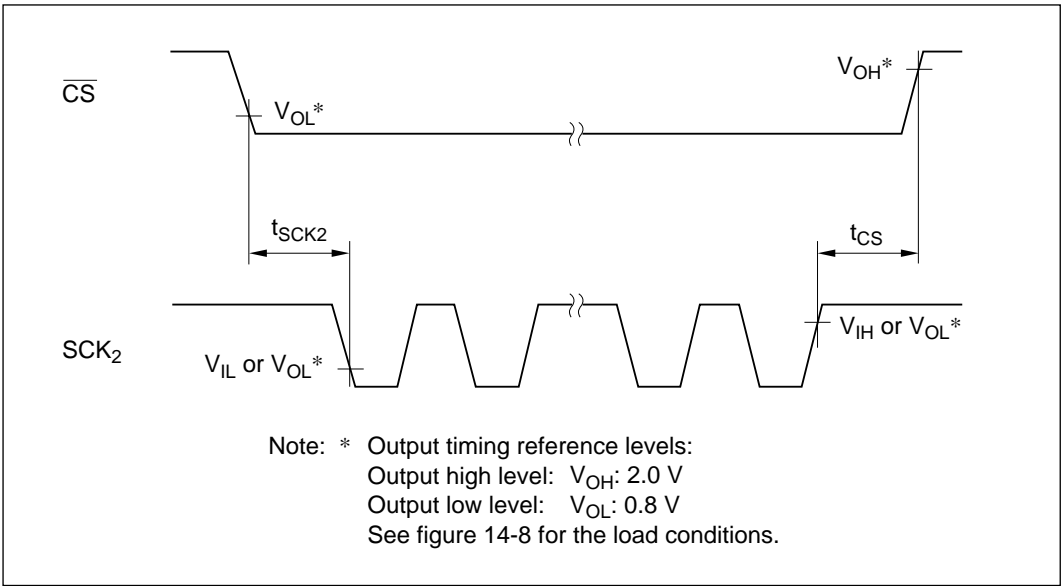 CS
VOL*
VOH*
tSCK2
tCS
SCK2
VIL or VOL*
VIH or VOL*
Note: * Output timing reference levels:
Output high level: VOH: 2.0 V
Output low level: VOL: 0.8 V
See figure 14-8 for the load conditions.